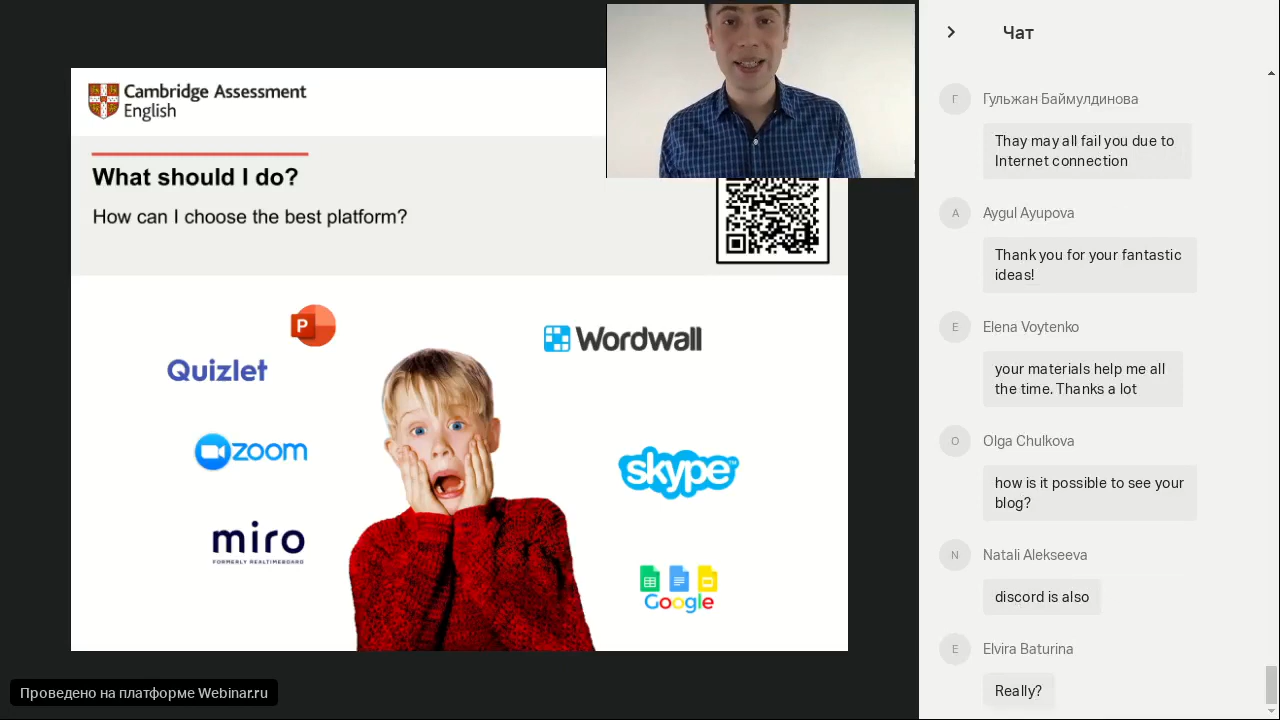 Cambridge Assessment
English
What should I do?
How can I choose the best platform?
P
Quizlet
Wordwall
zoom
skype™
miro
FORMERLY REALTIMEBOARD
Google
Проведено на платформе Webinar.ru
Чат
Г
Гульжан Баймулдинова
Thay may all fail you due to
Internet connection
A
Aygul Ayupova
Thank you for your fantastic
ideas!
E
Elena Voytenko
your materials help me all
the time. Thanks a lot
O
Olga Chulkova
how is it possible to see your
blog?
N
Natali Alekseeva
discord is also
E
Elvira Baturina
Really?